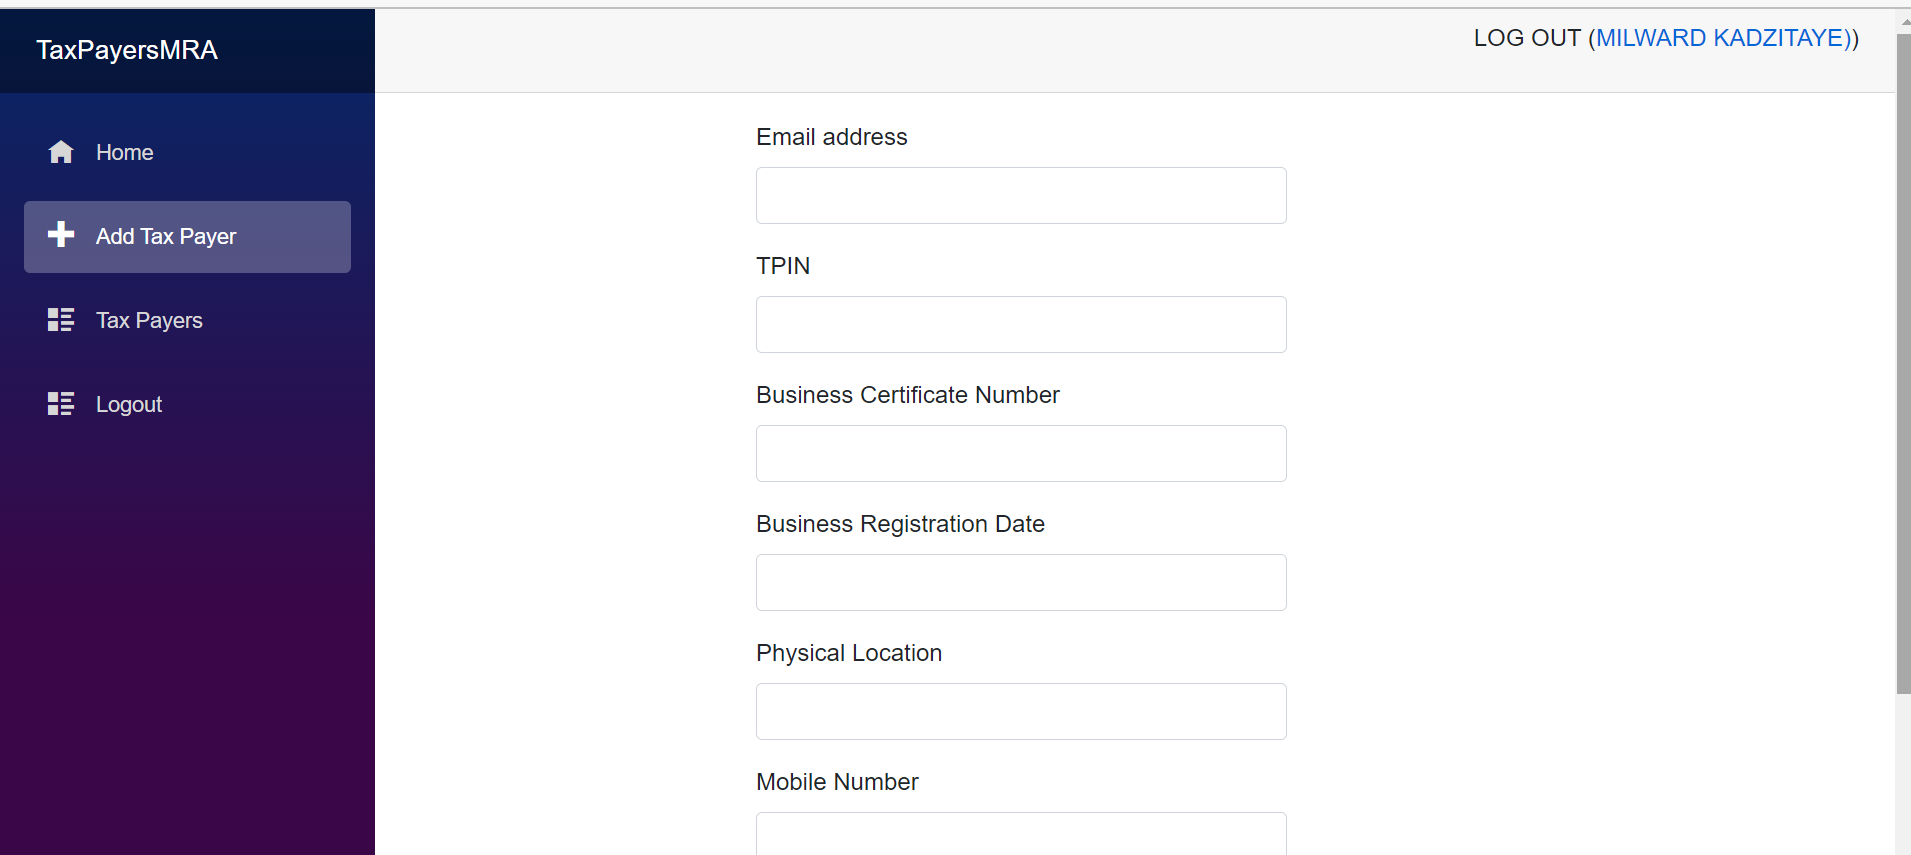 TaxPayersMRA
LOG OUT (MILWARD KADZITAYE))
Home
Add Tax Payer
Tax Payers
Logout
Email address
TPIN
Business Certificate Number
Business Registration Date
Physical Location
Mobile Number